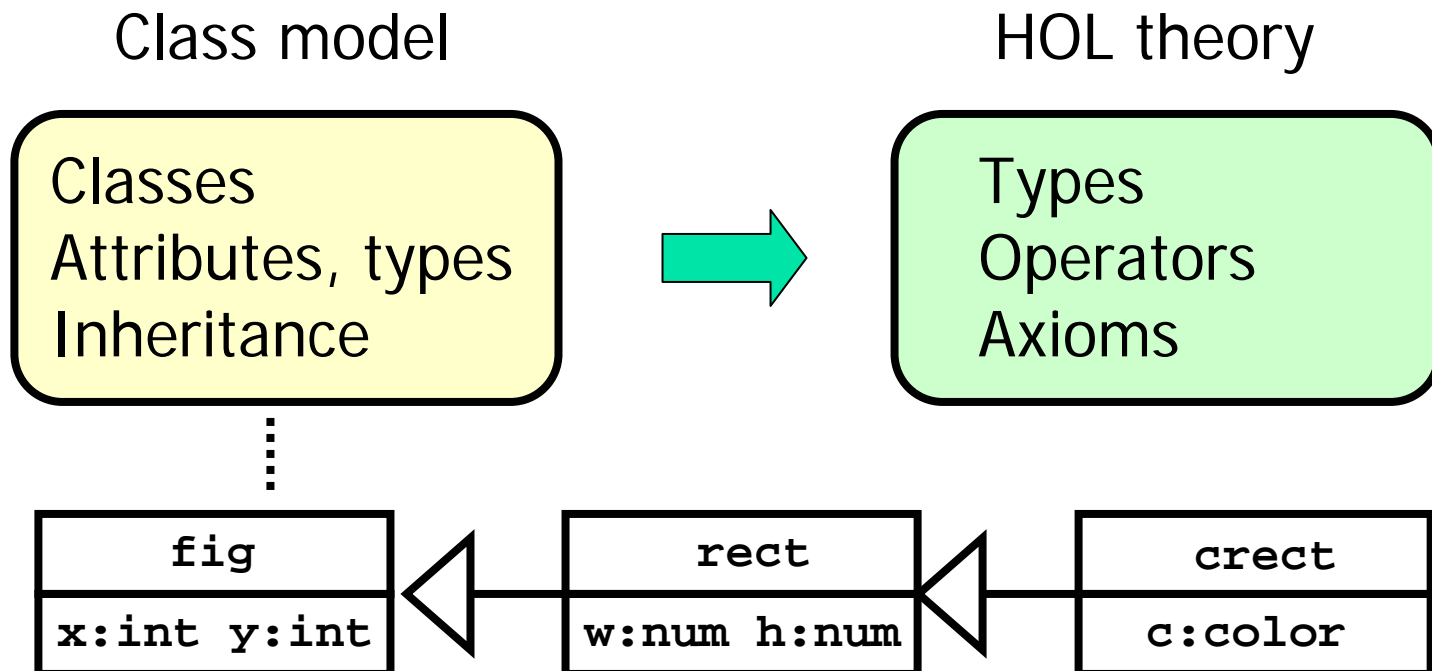 Class model
HOL theory
Classes
Attributes, types
Inheritance
Types
Operators
Axioms
fig
x:int y:int
rect
w:num h:num
crect
c:color